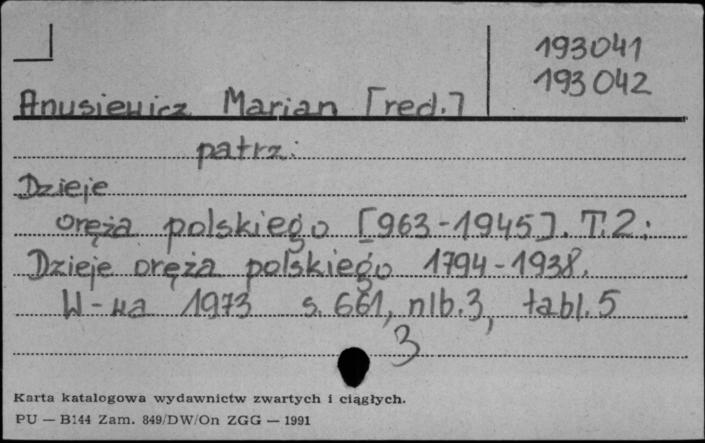 193041
193042
Anusiewicz Marian [red.]
patrz:
Dzieje
oręża polskiego [963-1945]. T.2:
Dzieje oręża polskiego 1794-1938.
W-wa 1973 s. 661, nlb.3, tabl. 5
3
Karta katalogowa wydawnictw zwartych i ciągłych.
PU — B144 Zam. 849/DW/On ZGG — 1991